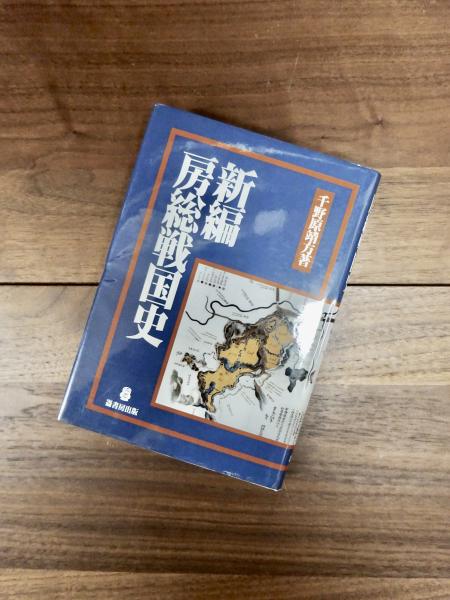 千野原靖方著
新編
房総戦国史
崙書房出版